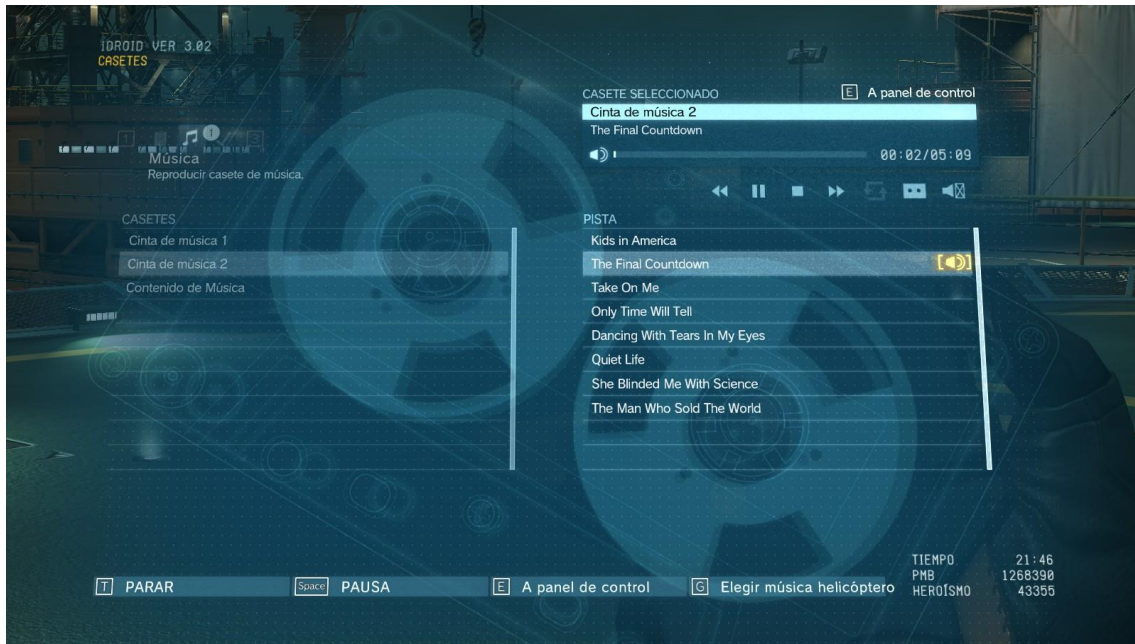 IDROID VER 3.02
CASETES
1 1 3
Música
Reproducir casete de música.
CASETES
Cinta de música 1
Cinta de música 2
Contenido de Música
CASETE SELECCIONADO
E A panel de control
Cinta de música 2
The Final Countdown
00:02/05:09
PISTA
Kids in America
The Final Countdown
Take On Me
Only Time Will Tell
Dancing With Tears In My Eyes
Quiet Life
She Blinded Me With Science
The Man Who Sold The World
TIEMPO 21:46
PMB 1268390
HEROÍSMO 43355
T PARAR
Space PAUSA
E A panel de control
G Elegir música helicóptero